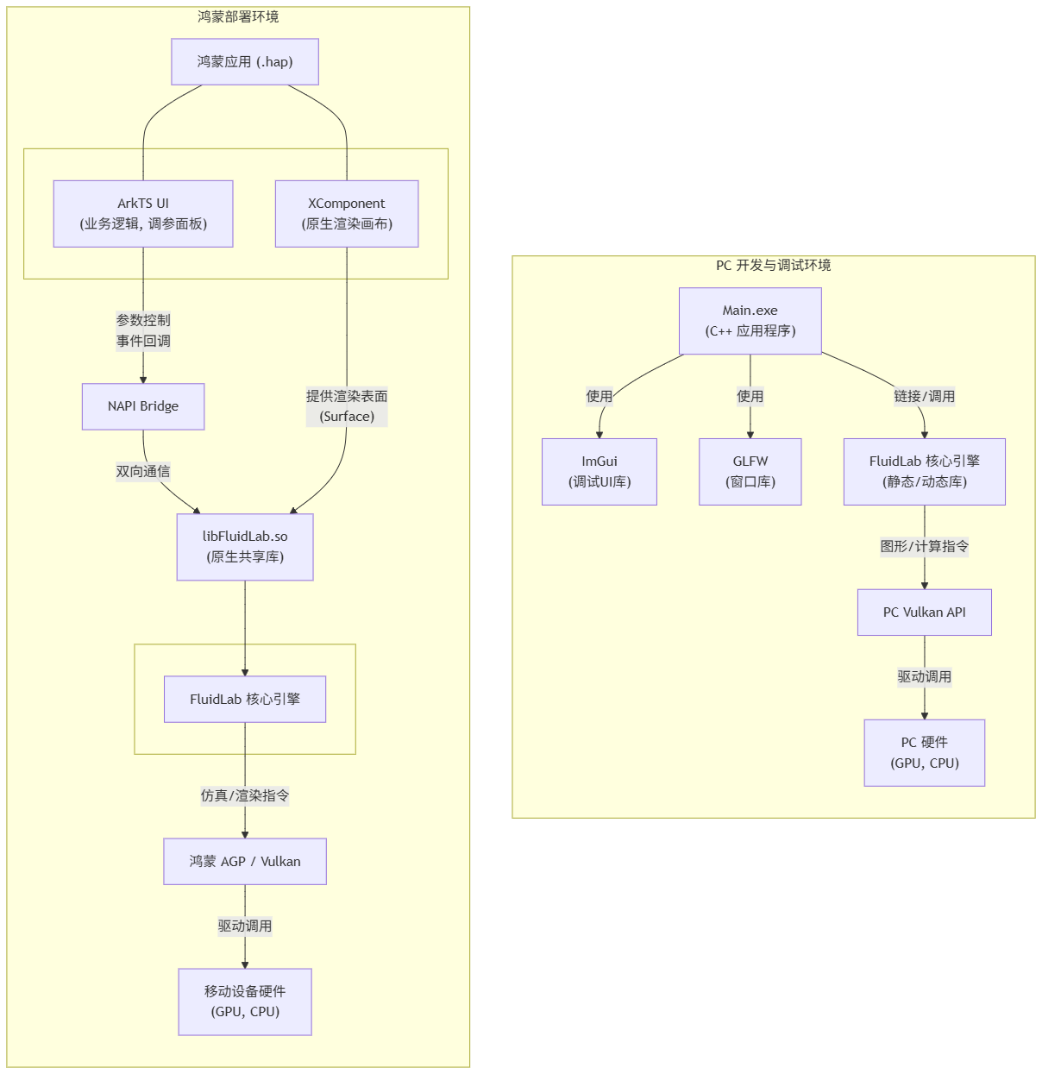 鸿蒙部署环境
鸿蒙应用 (.hap)
ArkTS UI
(业务逻辑, 调参面板)
XComponent
(原生渲染画布)
参数控制
事件回调
提供渲染表面
(Surface)
NAPI Bridge
双向通信
libFluidLab.so
(原生共享库)
FluidLab 核心引擎
仿真/渲染指令
鸿蒙 AGP / Vulkan
驱动调用
移动设备硬件
(GPU, CPU)
PC 开发与调试环境
Main.exe
(C++ 应用程序)
使用
使用
链接/调用
ImGui
(调试UI库)
GLFW
(窗口库)
FluidLab 核心引擎
(静态/动态库)
图形/计算指令
PC Vulkan API
驱动调用
PC 硬件
(GPU, CPU)